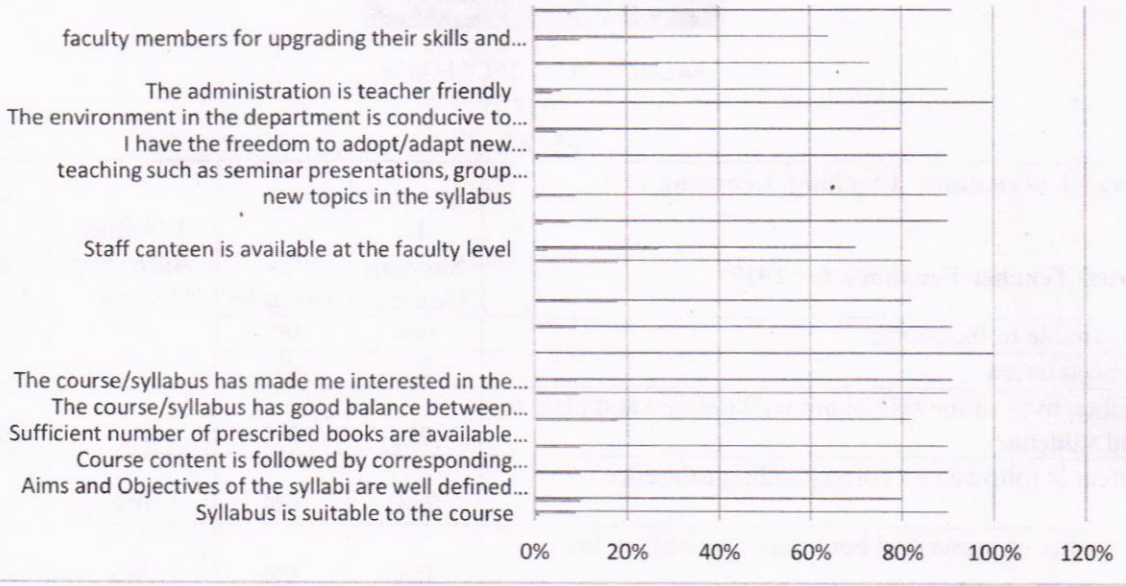 faculty members for upgrading their skills and...
The administration is teacher friendly
The environment in the department is conducive to...
I have the freedom to adopt/adapt new...
teaching such as seminar presentations, group...
new topics in the syllabus
Staff canteen is available at the faculty level
The course/syllabus has made me interested in the...
The course/syllabus has good balance between...
Sufficient number of prescribed books are available...
Course content is followed by corresponding...
Aims and Objectives of the syllabi are well defined...
Syllabus is suitable to the course
0% 20% 40% 60% 80% 100% 120%